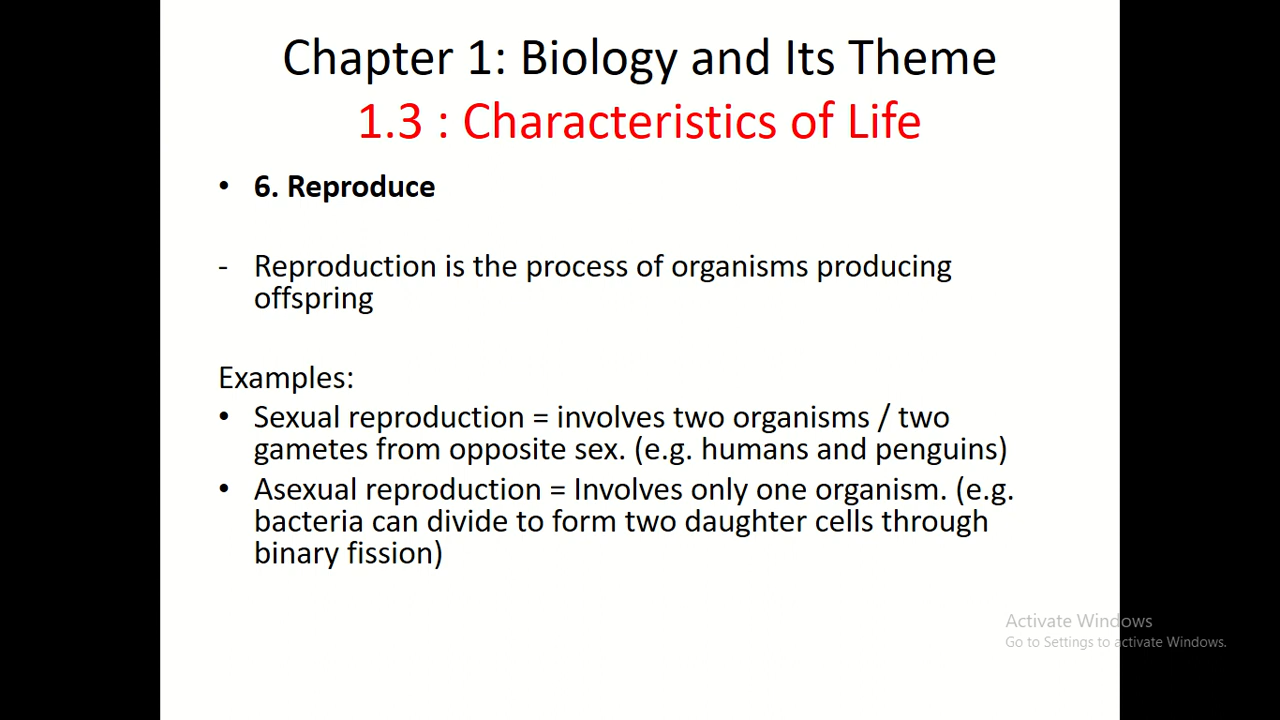 Chapter 1: Biology and Its Theme
1.3 : Characteristics of Life
• 6. Reproduce
- Reproduction is the process of organisms producing
offspring
Examples:
• Sexual reproduction = involves two organisms / two
gametes from opposite sex. (e.g. humans and penguins)
• Asexual reproduction = Involves only one organism. (e.g.
bacteria can divide to form two daughter cells through
binary fission)
Activate Windows
Go to Settings to activate Windows.